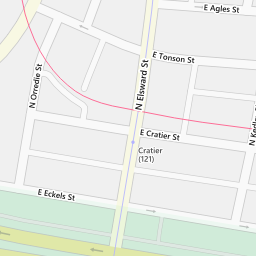 E Agles St
E Tonson St
N Orredie St
N Elsward St
E Cratier St
Cratier
(121)
E Eckels St